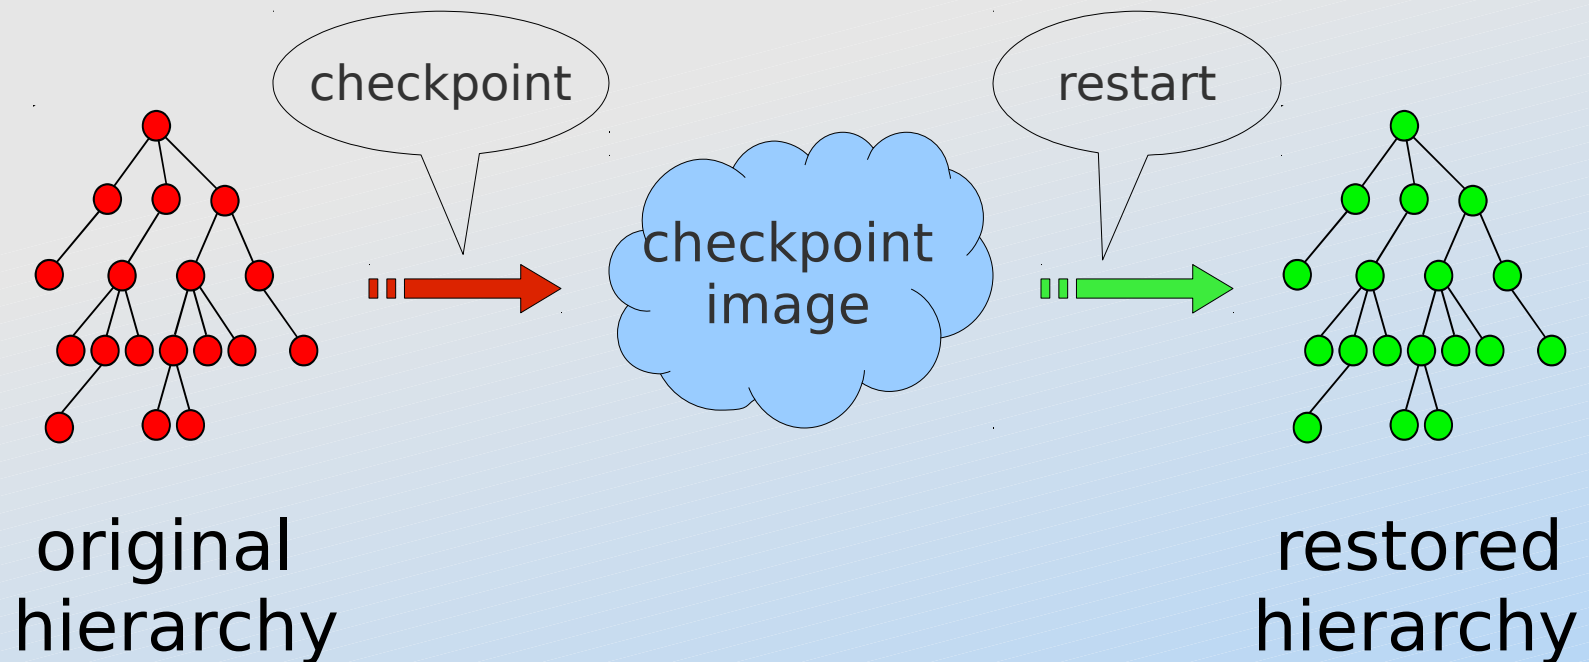 checkpoint
restart
checkpoint
image
original
hierarchy
restored
hierarchy